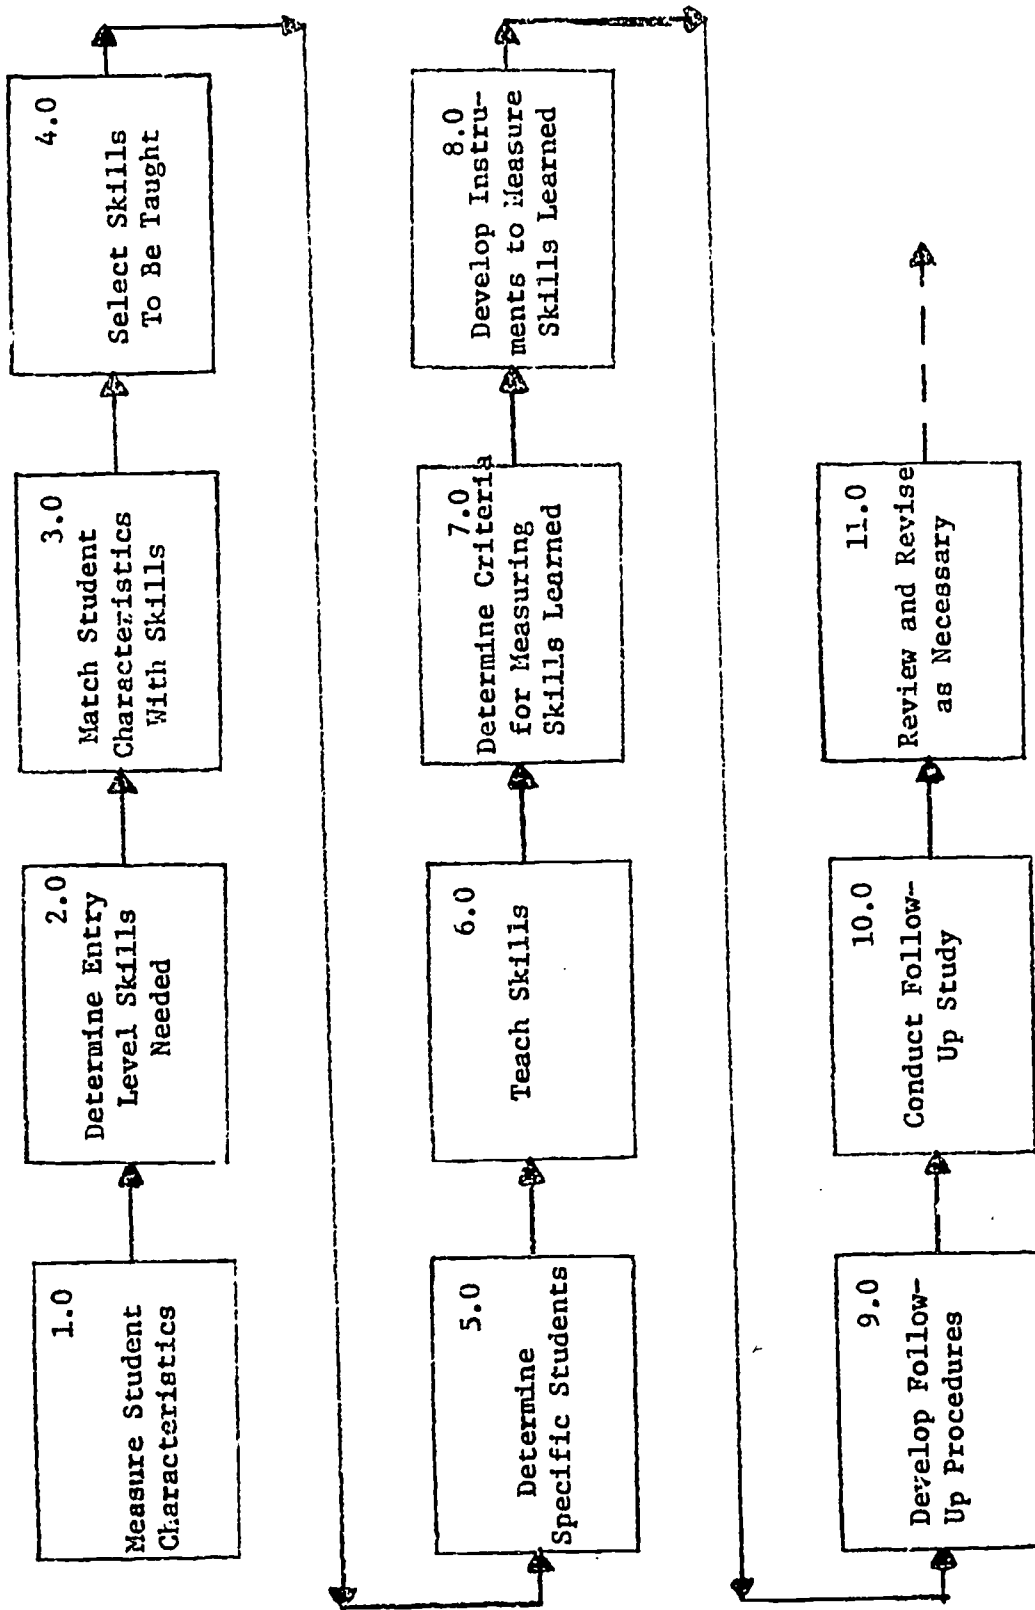 1.0
Measure Student
Characteristics
2.0
Determine Entry
Level Skills
Needed
3.0
Match Student
Characteristics
With Skills
4.0
Select Skills
To Be Taught
5.0
Determine
Specific Students
6.0
Teach Skills
7.0
Determine Criteria
for Measuring
Skills Learned
8.0
Develop Instru-
ments to Measure
Skills Learned
9.0
Develop Follow-
Up Procedures
10.0
Conduct Follow-
Up Study
11.0
Review and Revise
as Necessary